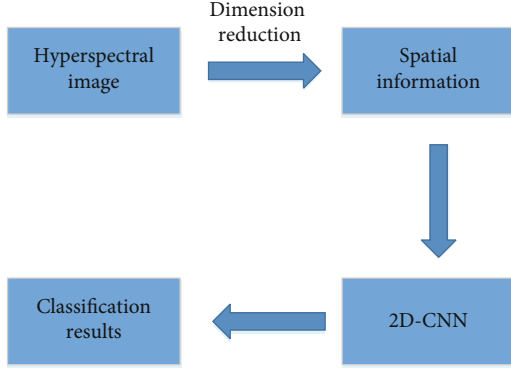 Dimension
reduction
Hyperspectral
image
Spatial
information
2D-CNN
Classification
results